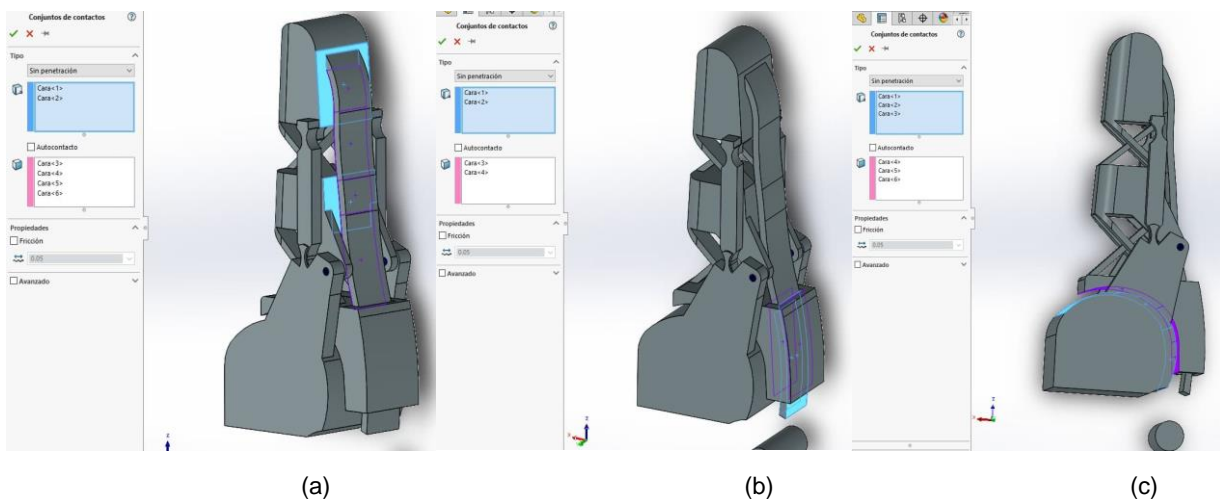 Conjuntos de contactos
Tipo
Sin penetración
Cara<1>
Cara<2>
Autocontacto
Cara<3>
Cara<4>
Cara<5>
Cara<6>
Propiedades
Fricción
0.05
Avanzado
(a)
Conjuntos de contactos
Tipo
Sin penetración
Cara<1>
Cara<2>
Autocontacto
Cara<3>
Cara<4>
Propiedades
Fricción
0.05
Avanzado
(b)
Conjuntos de contactos
Tipo
Sin penetración
Cara<1>
Cara<2>
Cara<3>
Autocontacto
Cara<4>
Cara<5>
Cara<6>
Propiedades
Fricción
0.05
Avanzado
(c)